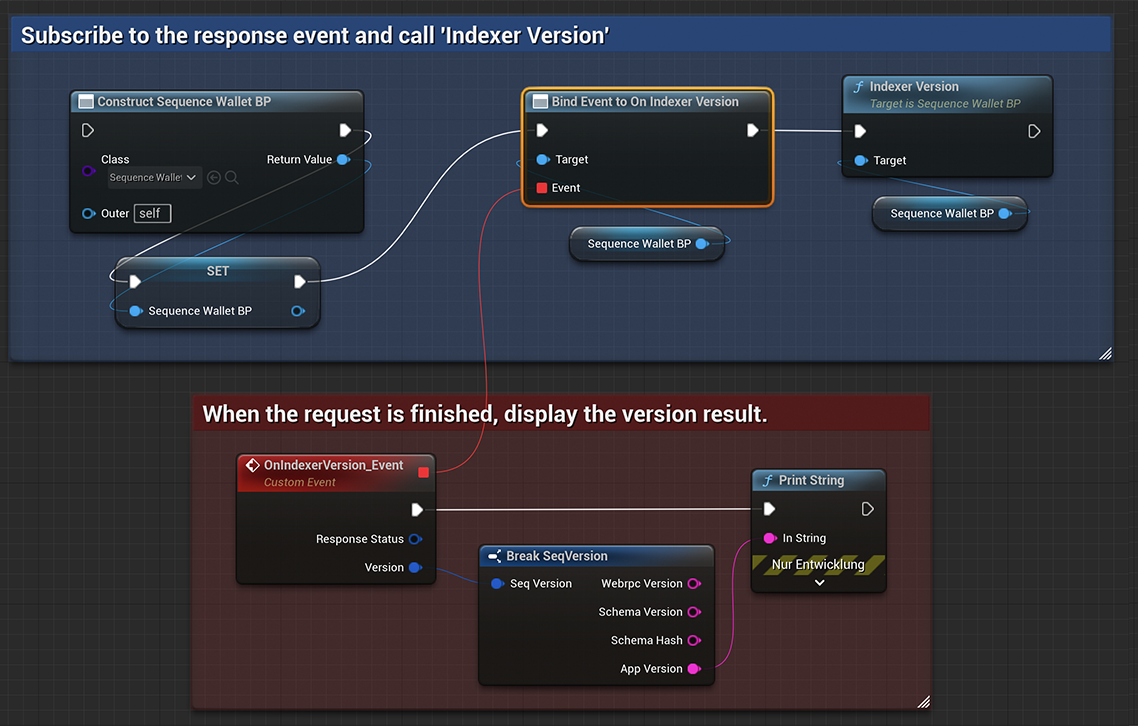 Subscribe to the response event and call 'Indexer Version'
Construct Sequence Wallet BP
Class
Return Value
Sequence Wallet
Outer
self
SET
Sequence Wallet BP
Bind Event to On Indexer Version
Target
Event
Sequence Wallet BP
Indexer Version
Target is Sequence Wallet BP
Target
Sequence Wallet BP
When the request is finished, display the version result.
OnIndexerVersion_Event
Custom Event
Response Status
Version
Break SeqVersion
Seq Version
Webrpc Version
Schema Version
Schema Hash
App Version
Print String
In String
Nur Entwicklung